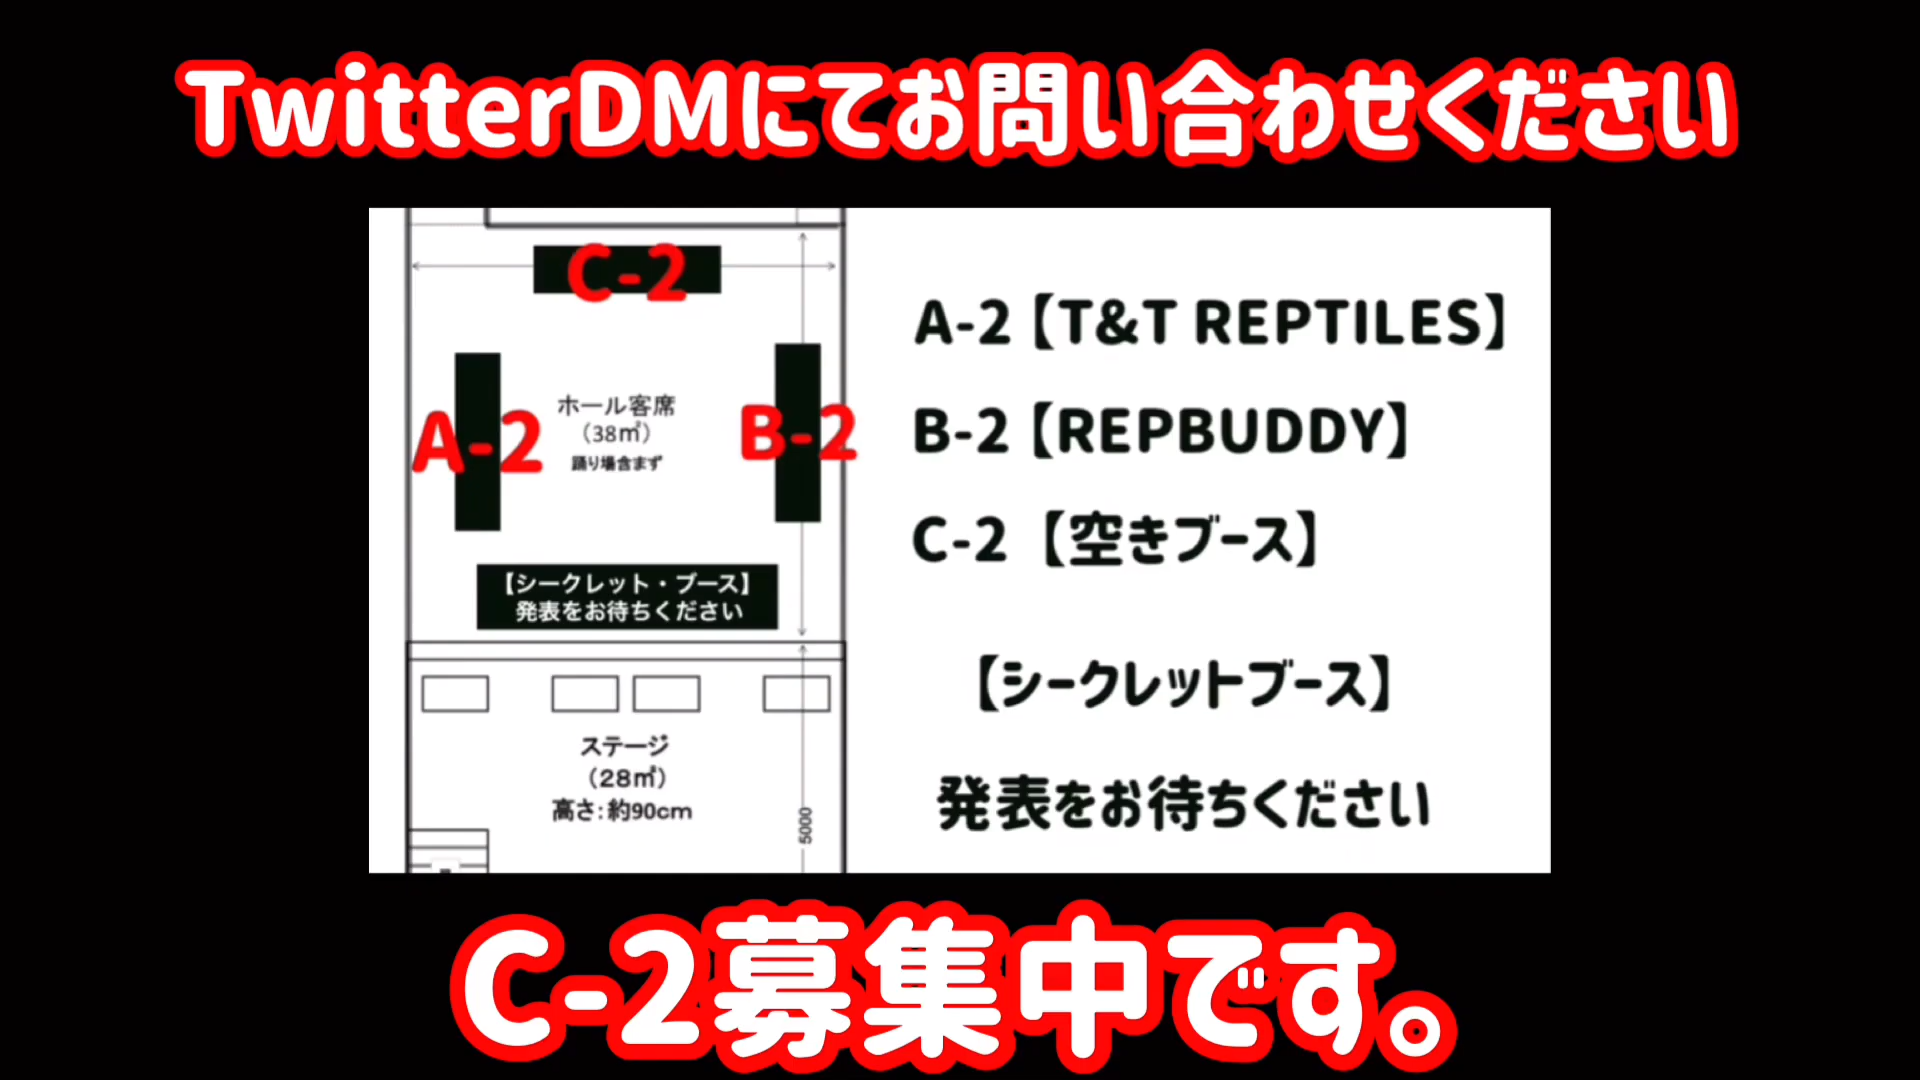 TwitterDMにてお問い合わせください
C-2
A-2
ホール客席
（38㎡）
踊り場含まず
B-2
【シークレット・ブース】
発表をお待ちください
ステージ
（28㎡）
高さ：約90cm
5000
A-2【T&T REPTILES】
B-2【REPBUDDY】
C-2【空きブース】
【シークレットブース】
発表をお待ちください
C-2募集中です。